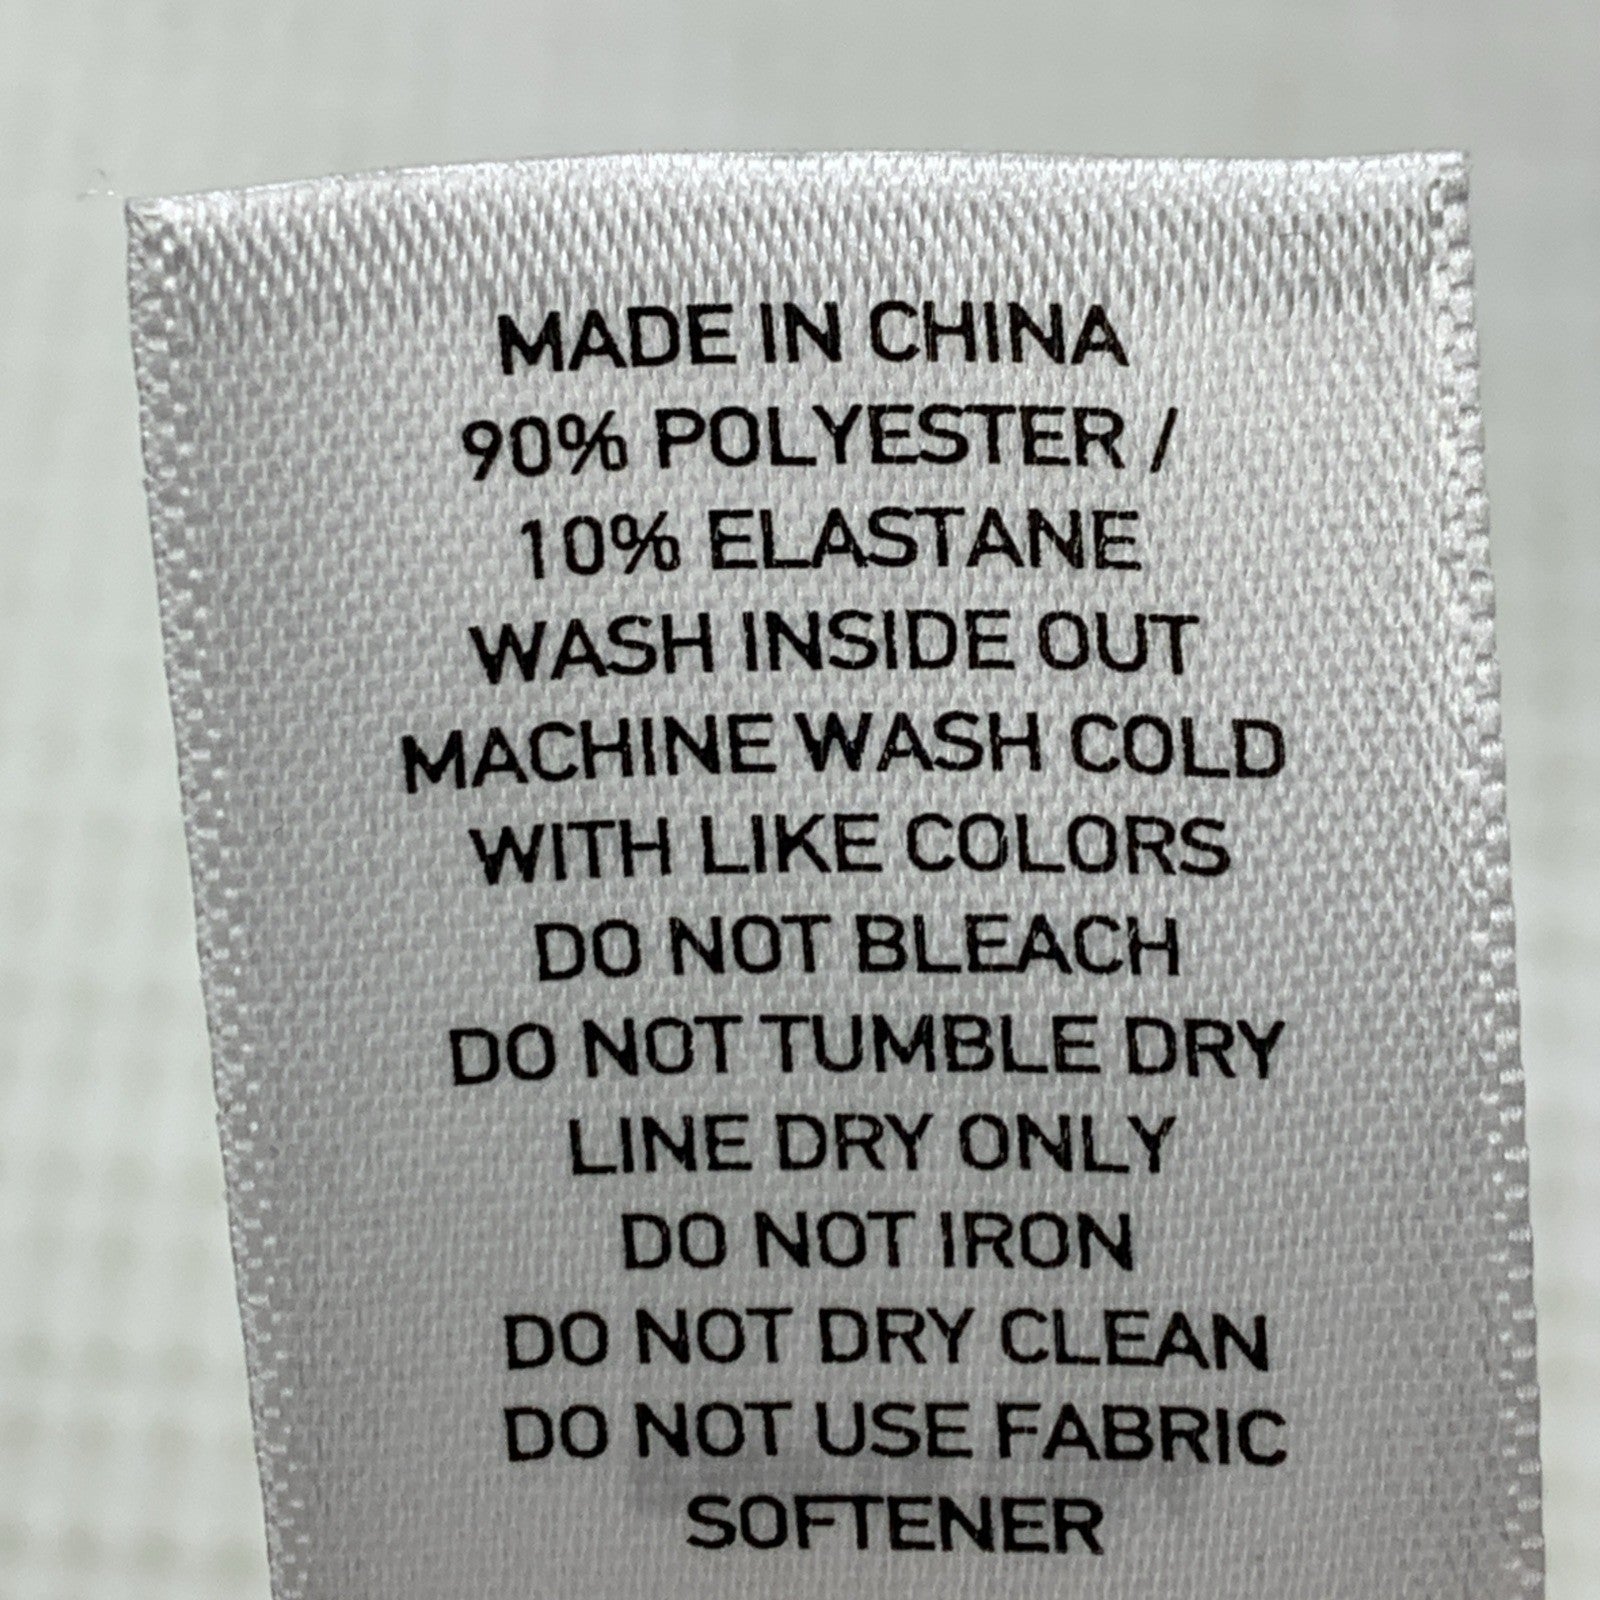 MADE IN CHINA
90% POLYESTER /
10% ELASTANE
WASH INSIDE OUT
MACHINE WASH COLD
WITH LIKE COLORS
DO NOT BLEACH
DO NOT TUMBLE DRY
LINE DRY ONLY
DO NOT IRON
DO NOT DRY CLEAN
DO NOT USE FABRIC
SOFTENER